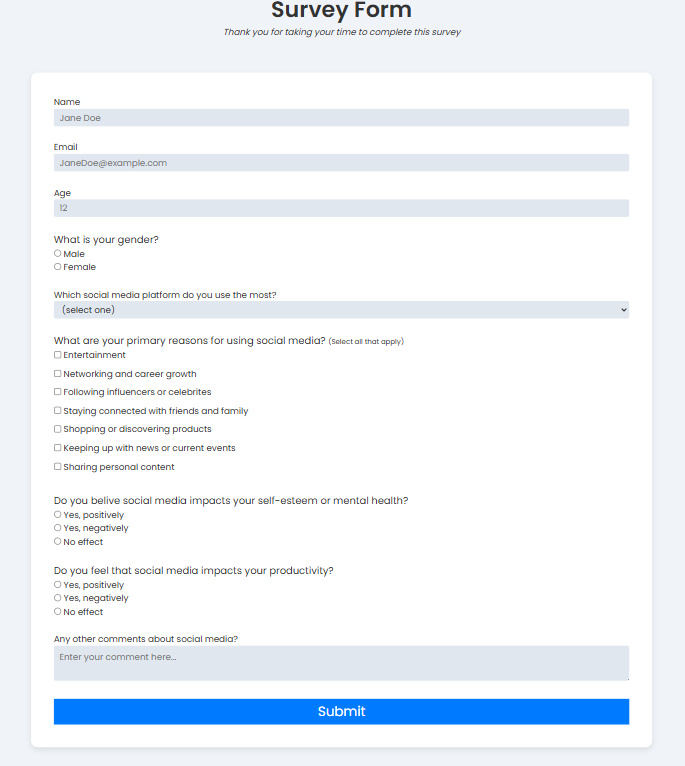 Survey Form
Thank you for taking your time to complete this survey
Name
Jane Doe
Email
JaneDoe@example.com
Age
12
What is your gender?
Male
Female
Which social media platform do you use the most?
(select one)
What are your primary reasons for using social media? (Select all that apply)
Entertainment
Networking and career growth
Following influencers or celebrites
Staying connected with friends and family
Shopping or discovering products
Keeping up with news or current events
Sharing personal content
Do you belive social media impacts your self-esteem or mental health?
Yes, positively
Yes, negatively
No effect
Do you feel that social media impacts your productivity?
Yes, positively
Yes, negatively
No effect
Any other comments about social media?
Enter your comment here...
Submit